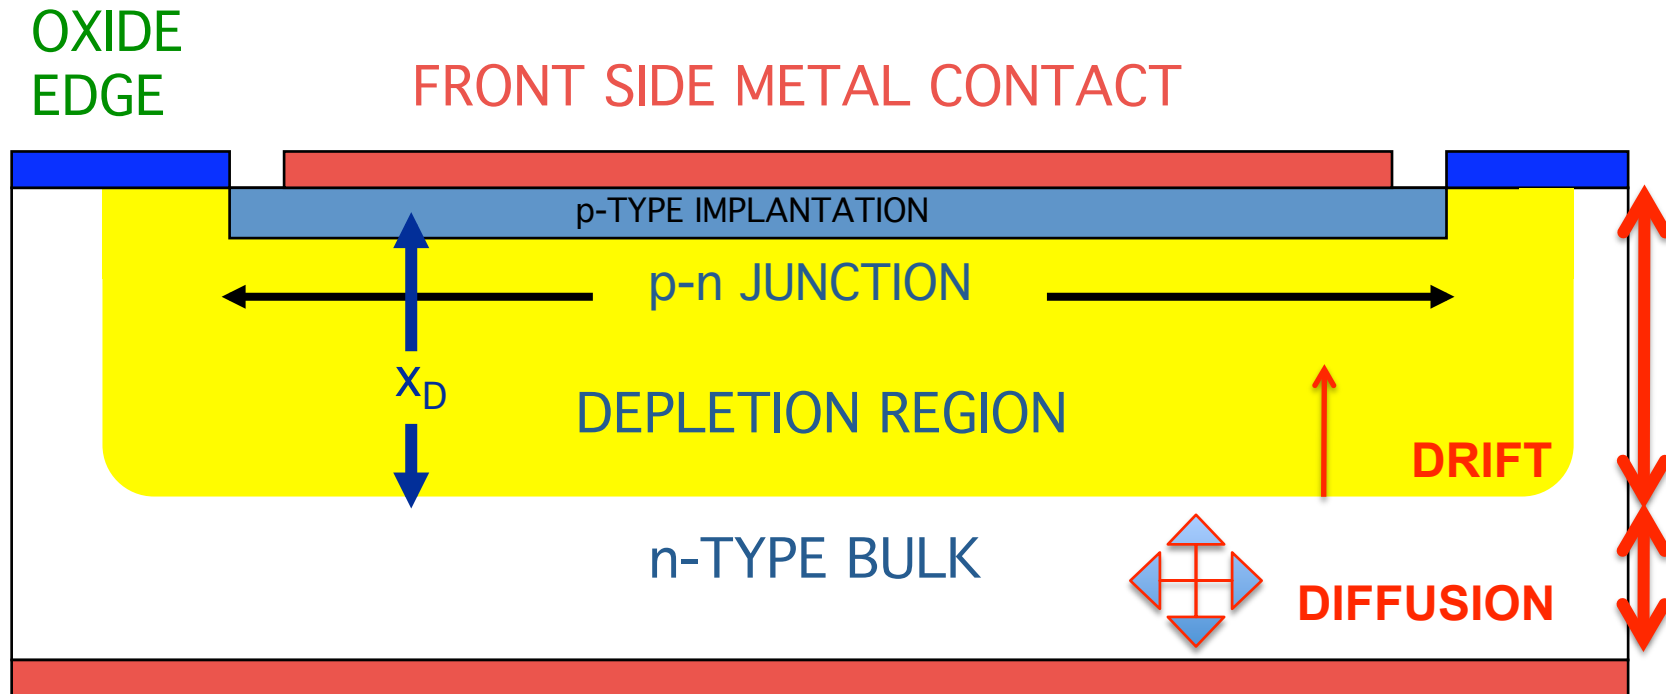 OXIDE
EDGE
FRONT SIDE METAL CONTACT
p-TYPE IMPLANTATION
p-n JUNCTION
xD
DEPLETION REGION
DRIFT
n-TYPE BULK
DIFFUSION